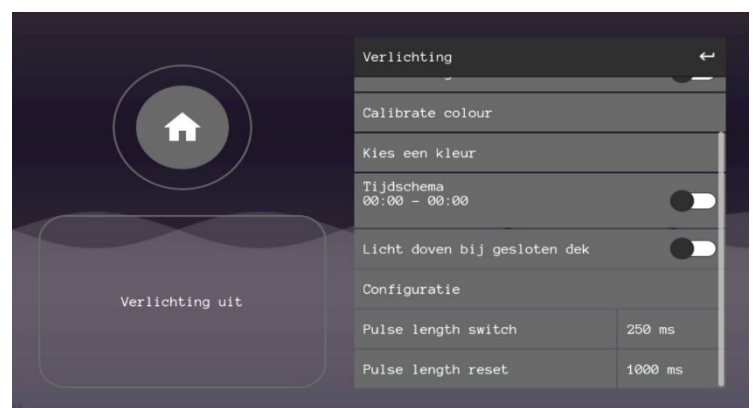 Verlichting
Calibrate colour
Kies een kleur
Tijdschema
00:00 - 00:00
Licht doven bij gesloten dek
Configuratie
Pulse length switch 250 ms
Pulse length reset 1000 ms
Verlichting uit